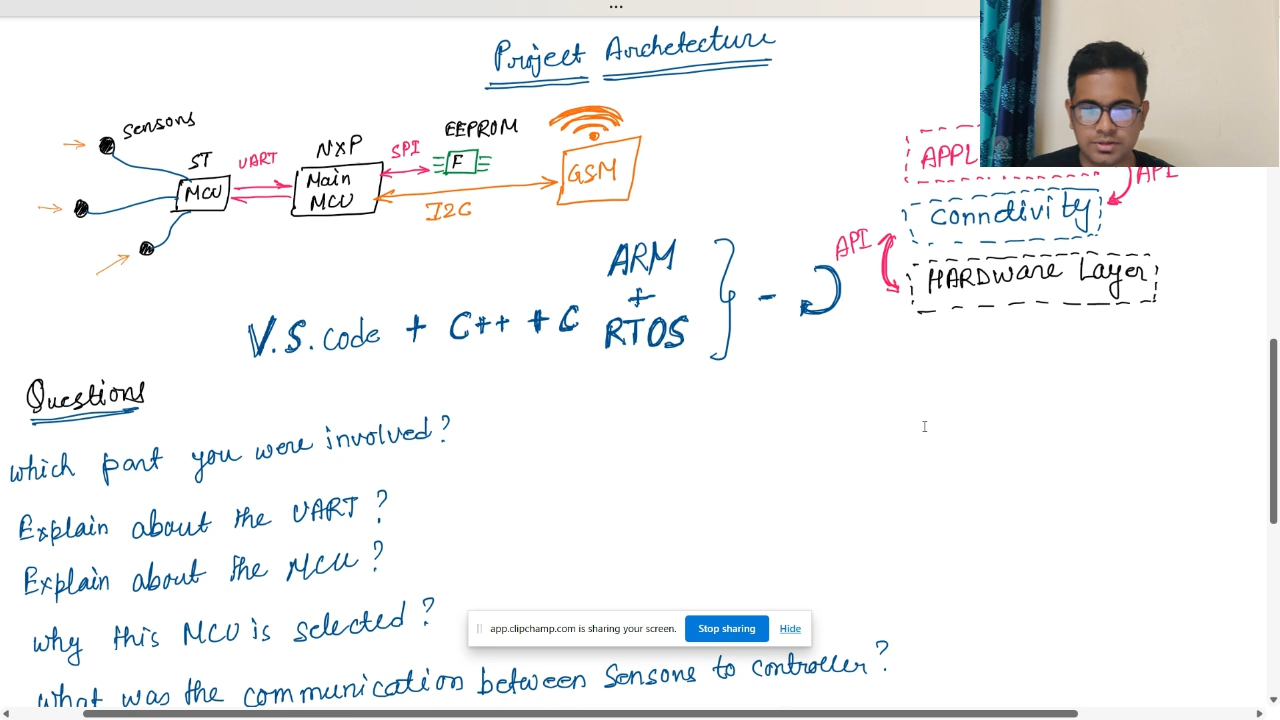 Project Archetecture
Sensons
ST
MCU
UART
NXP
Main
MCU
SPI
EEPROM
F
I2C
GSM
APPL
API
Conndivity
API
HARDware Layer
V.S. code + C++ + C
ARM
+
RTOS
Questions
which part you were involved?
Explain about the UART?
Explain about the MCU?
why this MCU is selected?
what was the communication between Sensons to controller?
app.clipchamp.com is sharing your screen.
Stop sharing
Hide